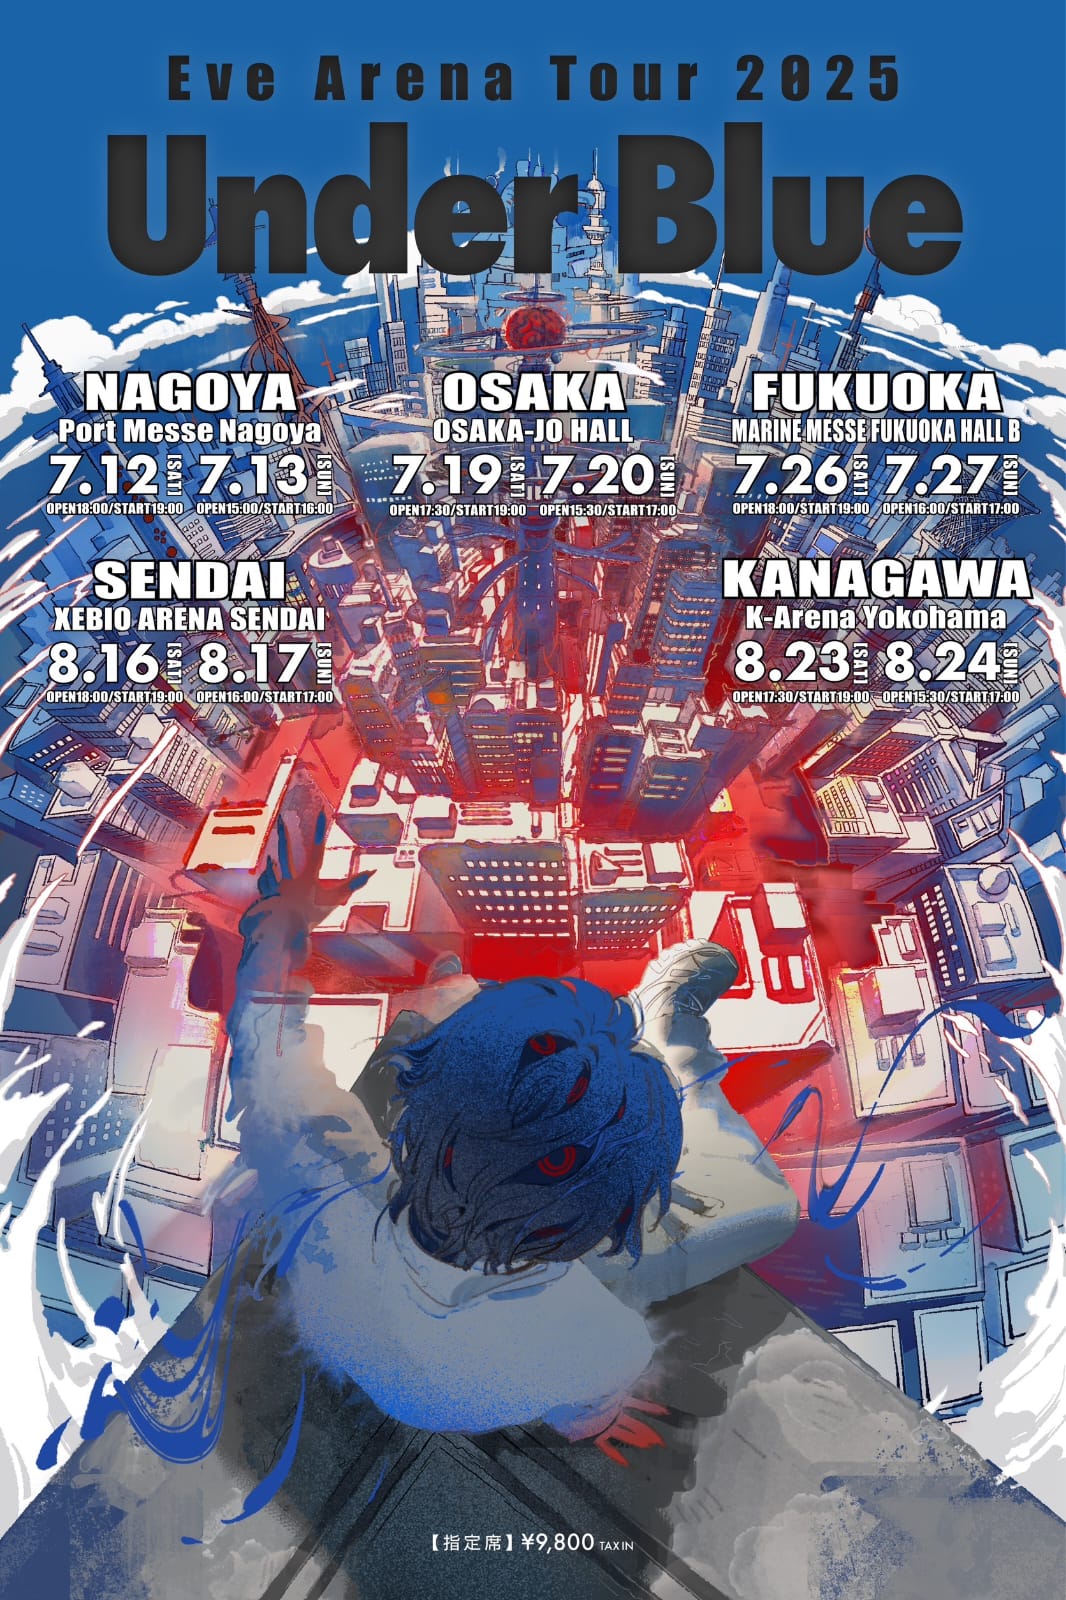 Eve Arena Tour 2025
Under Blue
NAGOYA
Port Messe Nagoya
7.12 [SAT] 7.13 [SUN]
OPEN18:00/START19:00 OPEN15:00/START16:00
OSAKA
OSAKA-JO HALL
7.19 [SAT] 7.20 [SUN]
OPEN17:30/START19:00 OPEN15:30/START17:00
FUKUOKA
MARINE MESSE FUKUOKA HALL B
7.26 [SAT] 7.27 [SUN]
OPEN18:00/START19:00 OPEN16:00/START17:00
SENDAI
XEBIO ARENA SENDAI
8.16 [SAT] 8.17 [SUN]
OPEN18:00/START19:00 OPEN16:00/START17:00
KANAGAWA
K-Arena Yokohama
8.23 [SAT] 8.24 [SUN]
OPEN17:30/START19:00 OPEN15:30/START17:00
【指定席】¥9,800 TAX IN